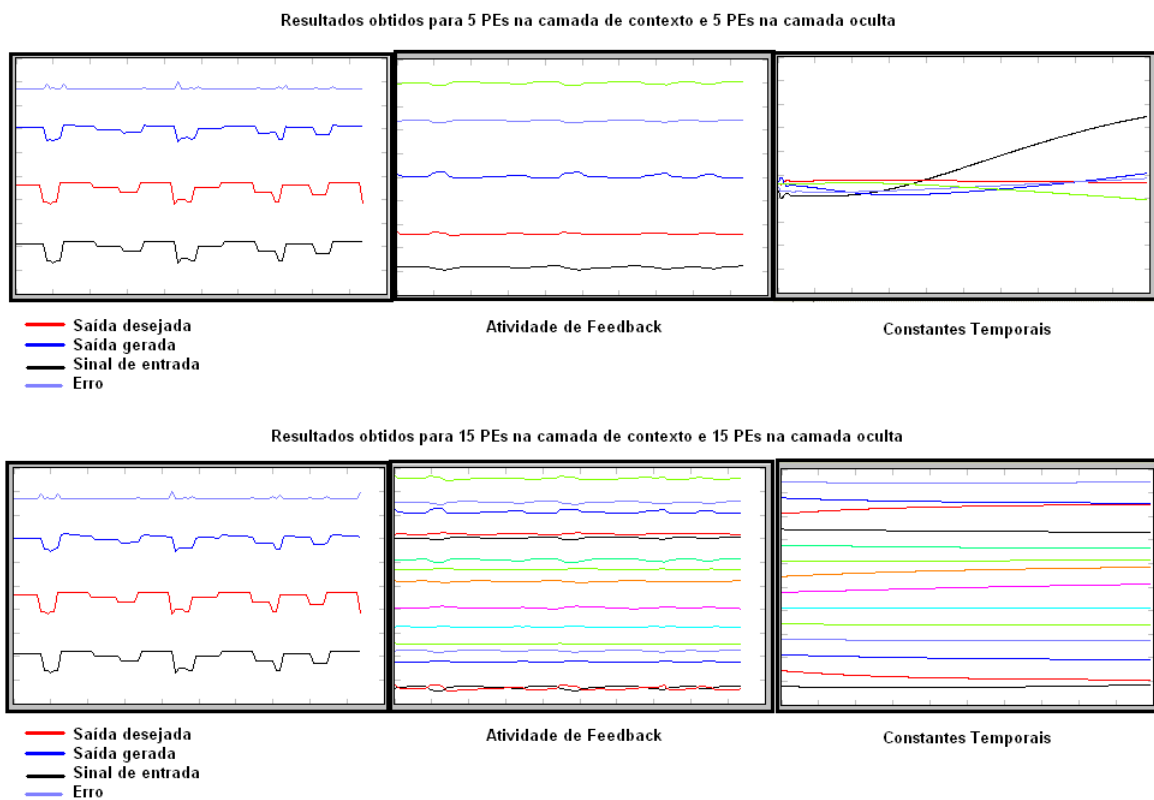 Resultados obtidos para 5 PEs na camada de contexto e 5 PEs na camada oculta
Saída desejada
Saída gerada
Sinal de entrada
Erro
Atividade de Feedback
Constantes Temporais
Resultados obtidos para 15 PEs na camada de contexto e 15 PEs na camada oculta
Saída desejada
Saída gerada
Sinal de entrada
Erro
Atividade de Feedback
Constantes Temporais